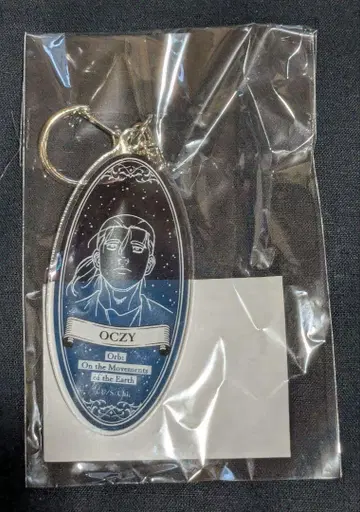 OCZY
Orb:
On the Movements
of the Earth